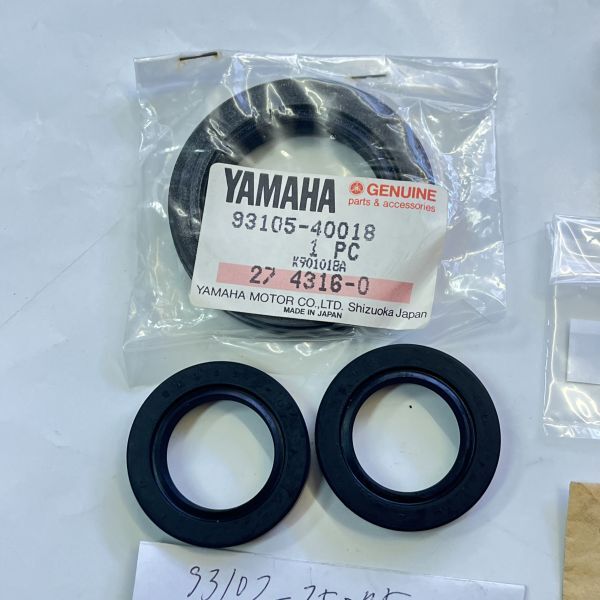 YAMAHA GENUINE
parts & accessories
93105-40018
1 PC
K901018A
27 4316-0
YAMAHA MOTOR CO.,LTD. Shizuoka Japan
MADE IN JAPAN